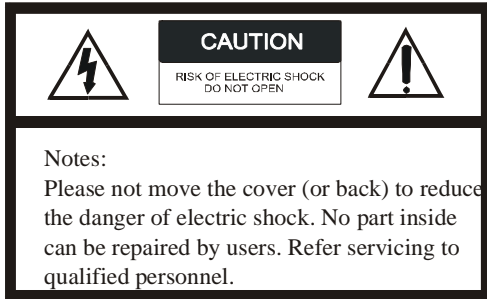 CAUTION
RISK OF ELECTRIC SHOCK
DO NOT OPEN
Notes:
Please not move the cover (or back) to reduce
the danger of electric shock. No part inside
can be repaired by users. Refer servicing to
qualified personnel.